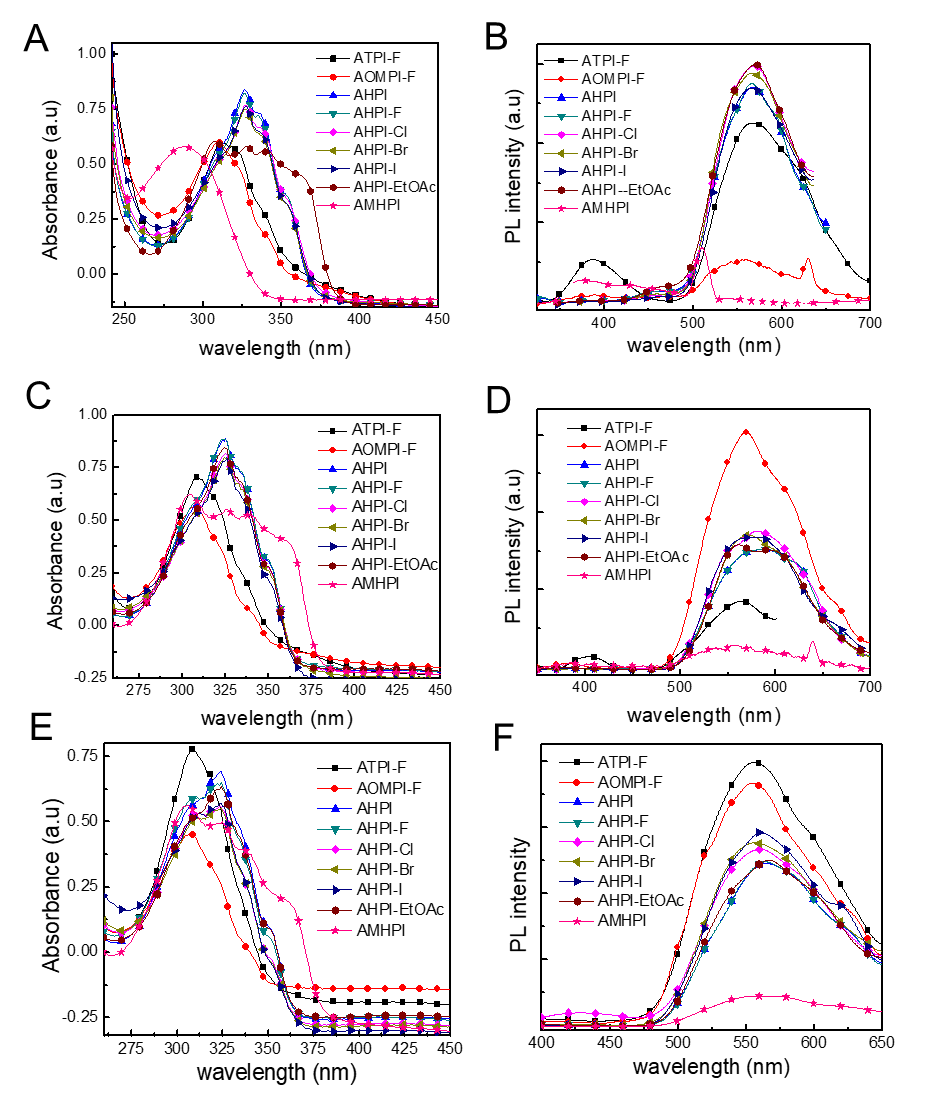 A
Absorbance (a.u)
1.00
0.75
0.50
0.25
0.00
250
300
350
400
450
wavelength (nm)
ATPI-F
AOMPI-F
AHPI
AHPI-F
AHPI-Cl
AHPI-Br
AHPI-I
AHPI-EtOAc
AMHPI
B
PL intensity (a.u)
400
500
600
700
wavelength (nm)
ATPI-F
AOMPI-F
AHPI
AHPI-F
AHPI-Cl
AHPI-Br
AHPI-I
AHPI--EtOAc
AMHPI
C
Absorbance (a.u)
1.00
0.75
0.50
0.25
0.00
-0.25
275
300
325
350
375
400
425
450
wavelength (nm)
ATPI-F
AOMPI-F
AHPI
AHPI-F
AHPI-Cl
AHPI-Br
AHPI-I
AHPI-EtOAc
AMHPI
D
PL intensity (a.u)
400
500
600
700
wavelength (nm)
ATPI-F
AOMPI-F
AHPI
AHPI-F
AHPI-Cl
AHPI-Br
AHPI-I
AHPI-EtOAc
AMHPI
E
Absorbance (a.u)
0.75
0.50
0.25
0.00
-0.25
275
300
325
350
375
400
425
450
wavelength (nm)
ATPI-F
AOMPI-F
AHPI
AHPI-F
AHPI-Cl
AHPI-Br
AHPI-I
AHPI-EtOAc
AMHPI
F
PL intensity
400
450
500
550
600
650
wavelength (nm)
ATPI-F
AOMPI-F
AHPI
AHPI-F
AHPI-Cl
AHPI-Br
AHPI-I
AHPI-EtOAc
AMHPI